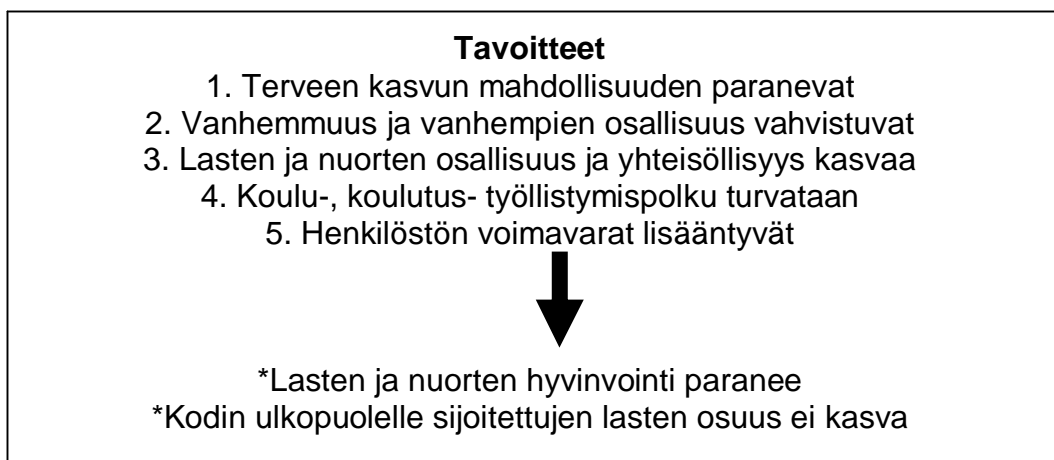 Tavoitteet
1. Terveen kasvun mahdollisuuden paranevat
2. Vanhemmuus ja vanhempien osallisuus vahvistuvat
3. Lasten ja nuorten osallisuus ja yhteisöllisyys kasvaa
4. Koulu-, koulutus- työllistymispolku turvataan
5. Henkilöstön voimavarat lisääntyvät
*Lasten ja nuorten hyvinvointi paranee
*Kodin ulkopuolelle sijoitettujen lasten osuus ei kasva